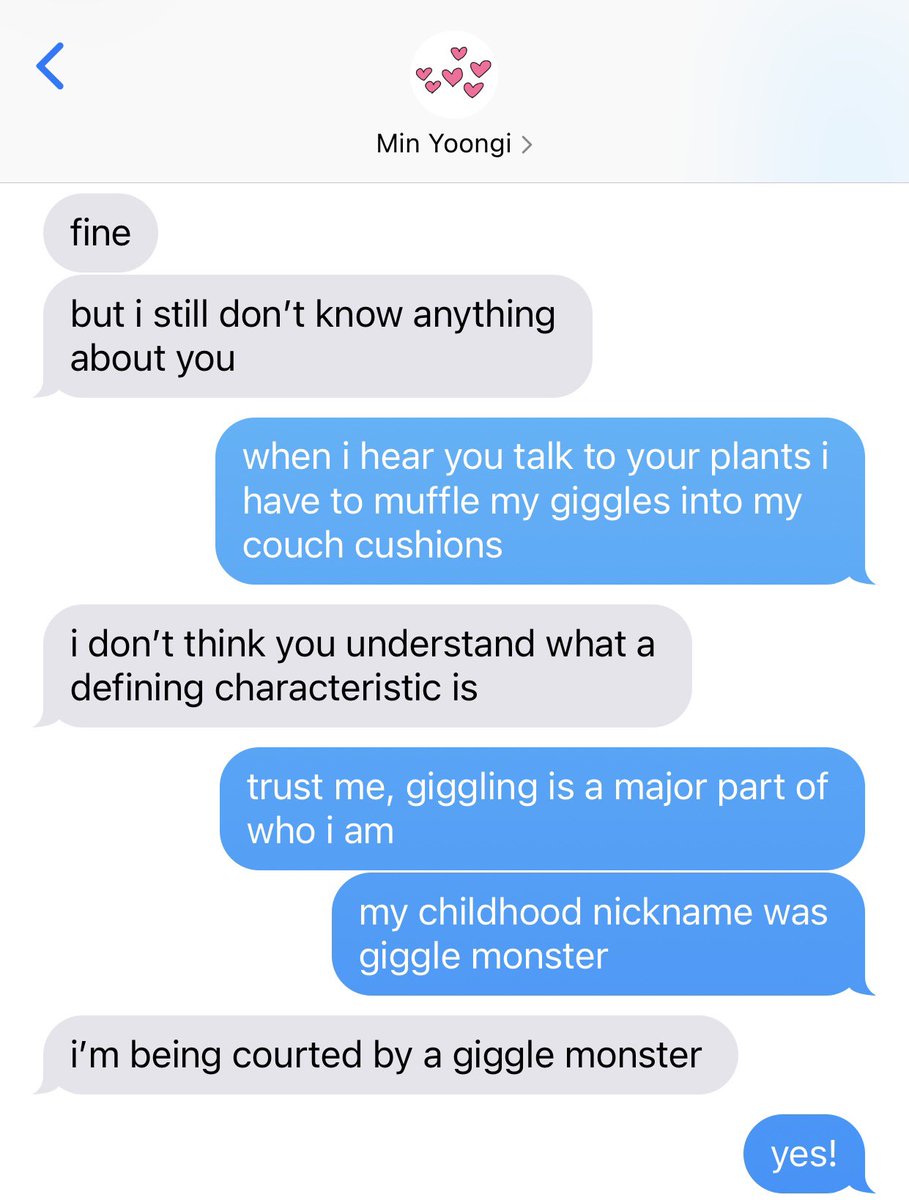 Min Yoongi
fine
but i still don’t know anything
about you
when i hear you talk to your plants i
have to muffle my giggles into my
couch cushions
i don’t think you understand what a
defining characteristic is
trust me, giggling is a major part of
who i am
my childhood nickname was
giggle monster
i’m being courted by a giggle monster
yes!